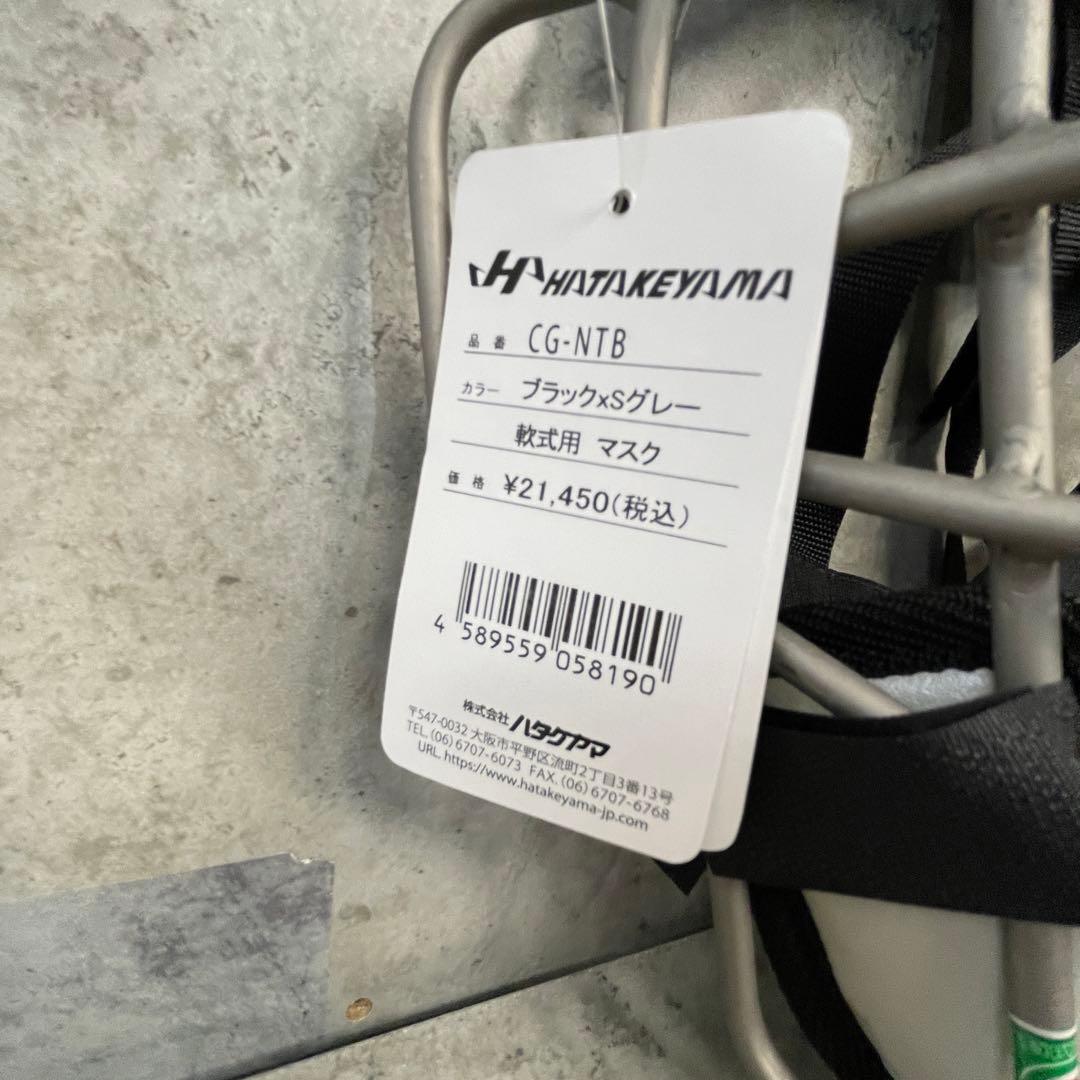 HATAKEYAMA
品番 CG-NTB
カラー ブラックxSグレー
軟式用 マスク
価格 ¥21,450(税込)
4 589559 058190
株式会社 ハタケヤマ
〒547-0032 大阪市平野区流町2丁目3番13号
TEL.(06)6707-6073 FAX.(06)6707-6768
URL. https://www.hatakeyama-jp.com